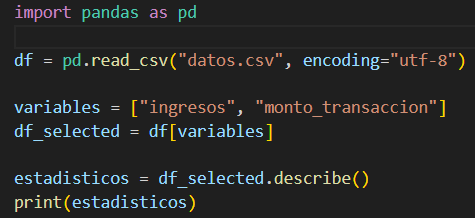 import pandas as pd
df = pd.read_csv("datos.csv", encoding="utf-8")
variables = ["ingresos", "monto_transaccion"]
df_selected = df[variables]
estadisticos = df_selected.describe()
print(estadisticos)